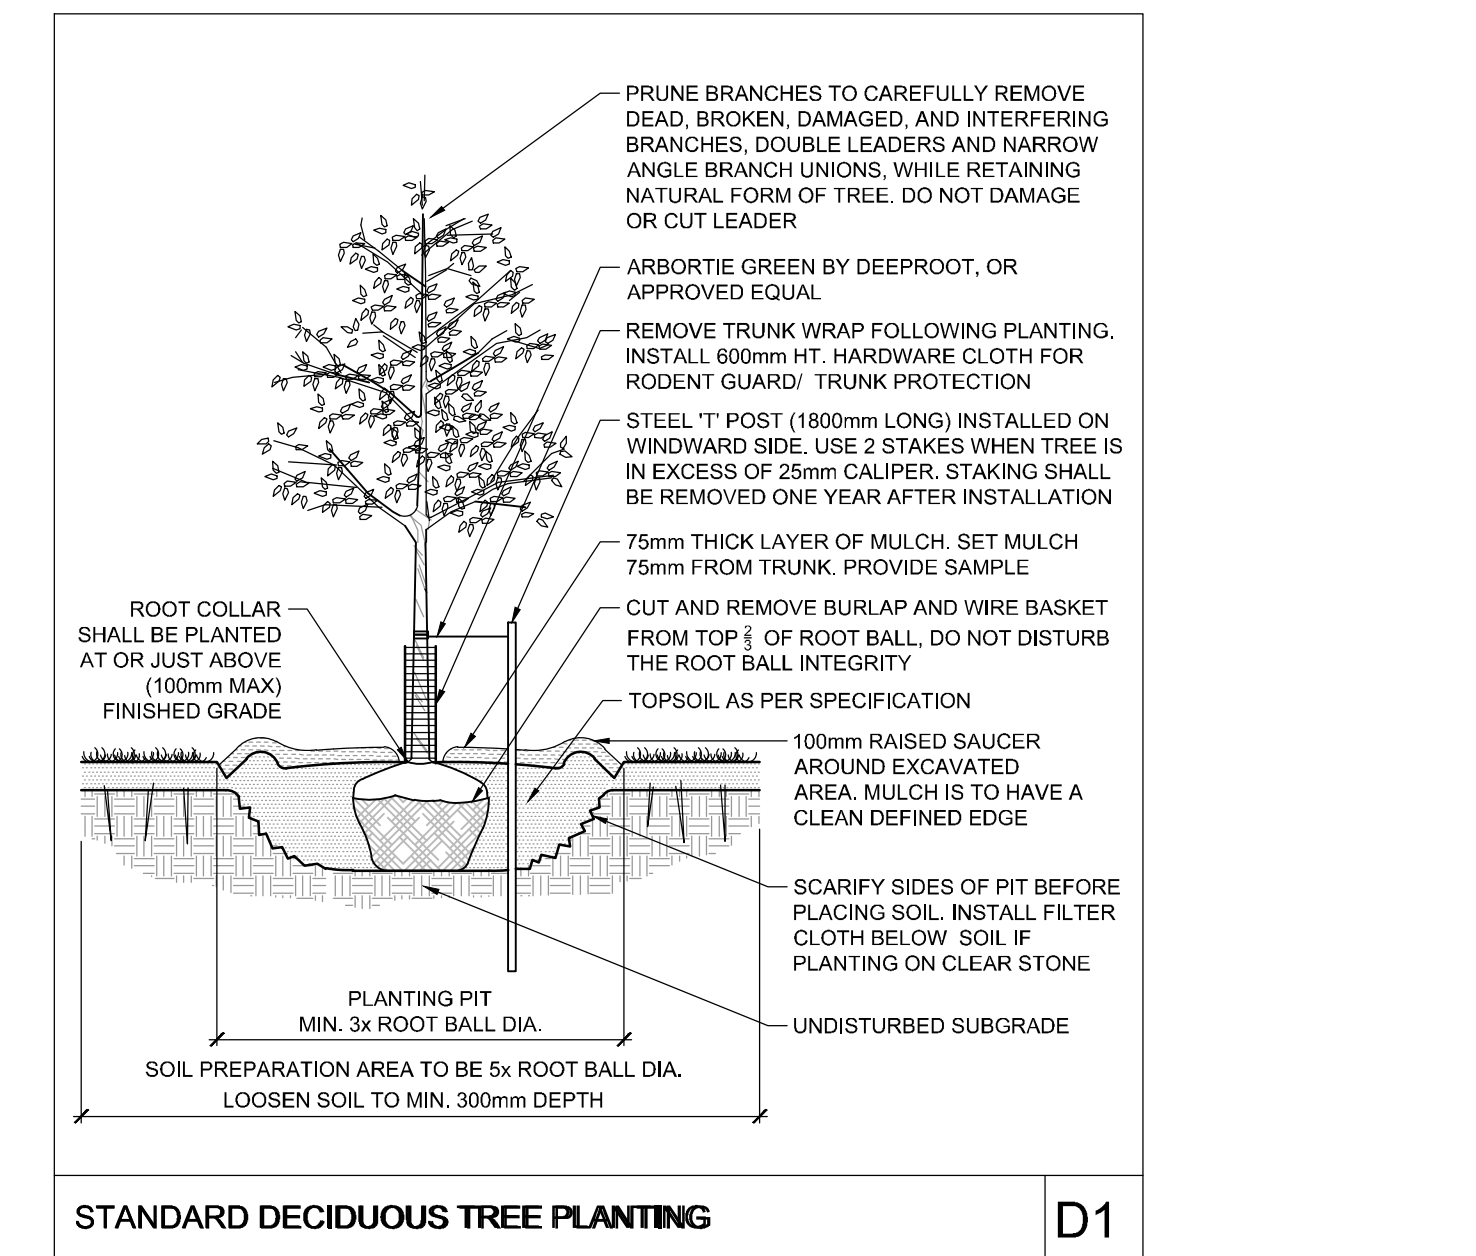 PRUNE BRANCHES TO CAREFULLY REMOVE
DEAD, BROKEN, DAMAGED, AND INTERFERING
BRANCHES, DOUBLE LEADERS AND NARROW
ANGLE BRANCH UNIONS, WHILE RETAINING
NATURAL FORM OF TREE. DO NOT DAMAGE
OR CUT LEADER
ARBORTIE GREEN BY DEEPROOT, OR
APPROVED EQUAL
REMOVE TRUNK WRAP FOLLOWING PLANTING.
INSTALL 600mm HT. HARDWARE CLOTH FOR
RODENT GUARD/ TRUNK PROTECTION
STEEL 'T' POST (1800mm LONG) INSTALLED ON
WINDWARD SIDE. USE 2 STAKES WHEN TREE IS
IN EXCESS OF 25mm CALIPER. STAKING SHALL
BE REMOVED ONE YEAR AFTER INSTALLATION
75mm THICK LAYER OF MULCH. SET MULCH
75mm FROM TRUNK. PROVIDE SAMPLE
CUT AND REMOVE BURLAP AND WIRE BASKET
FROM TOP 2/3 OF ROOT BALL, DO NOT DISTURB
THE ROOT BALL INTEGRITY
ROOT COLLAR
SHALL BE PLANTED
AT OR JUST ABOVE
(100mm MAX)
FINISHED GRADE
TOPSOIL AS PER SPECIFICATION
100mm RAISED SAUCER
AROUND EXCAVATED
AREA. MULCH IS TO HAVE A
CLEAN DEFINED EDGE
SCARIFY SIDES OF PIT BEFORE
PLACING SOIL. INSTALL FILTER
CLOTH BELOW SOIL IF
PLANTING ON CLEAR STONE
UNDISTURBED SUBGRADE
PLANTING PIT
MIN. 3x ROOT BALL DIA.
SOIL PREPARATION AREA TO BE 5x ROOT BALL DIA.
LOOSEN SOIL TO MIN. 300mm DEPTH
STANDARD DECIDUOUS TREE PLANTING
D1